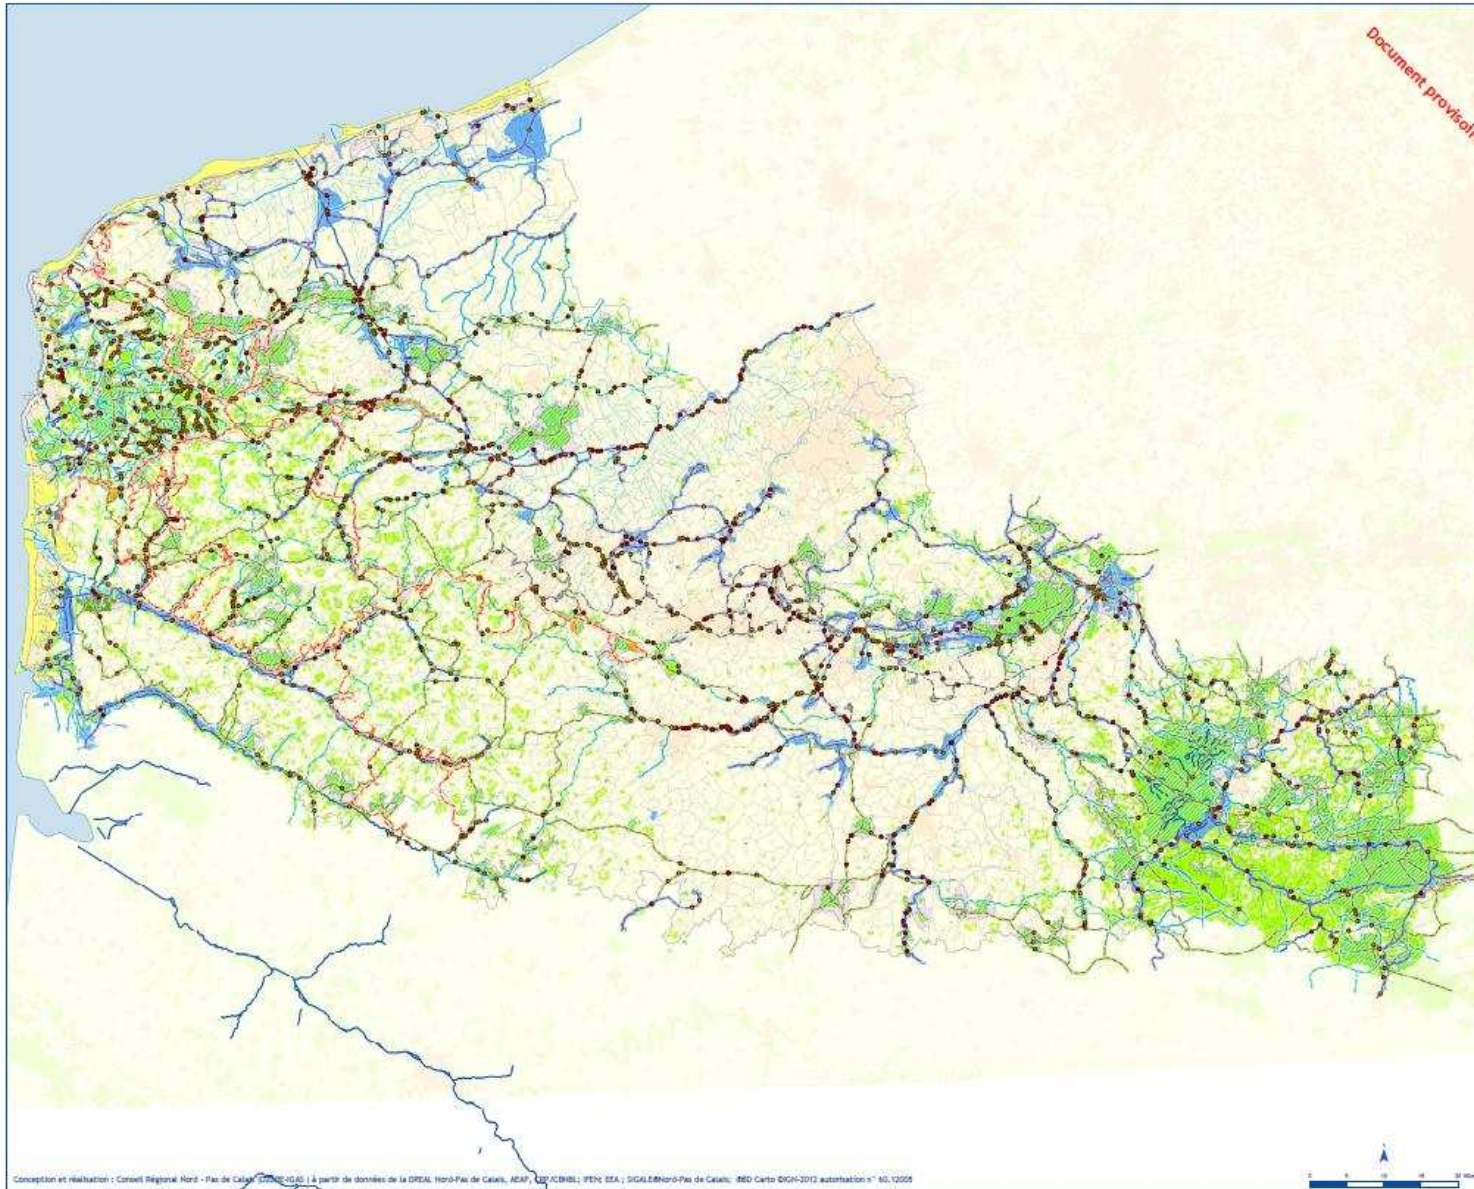 Document provisoi
Conception et réalisation : Conseil Régional Nord - Pas de Calais à partir de données de la DREAL Nord-Pas de Calais, AEAP, IFEN; EEA ; SIGALE®Nord-Pas de Calais; ®BD Carto ©IGN-2012 autorisation n° 60.12005